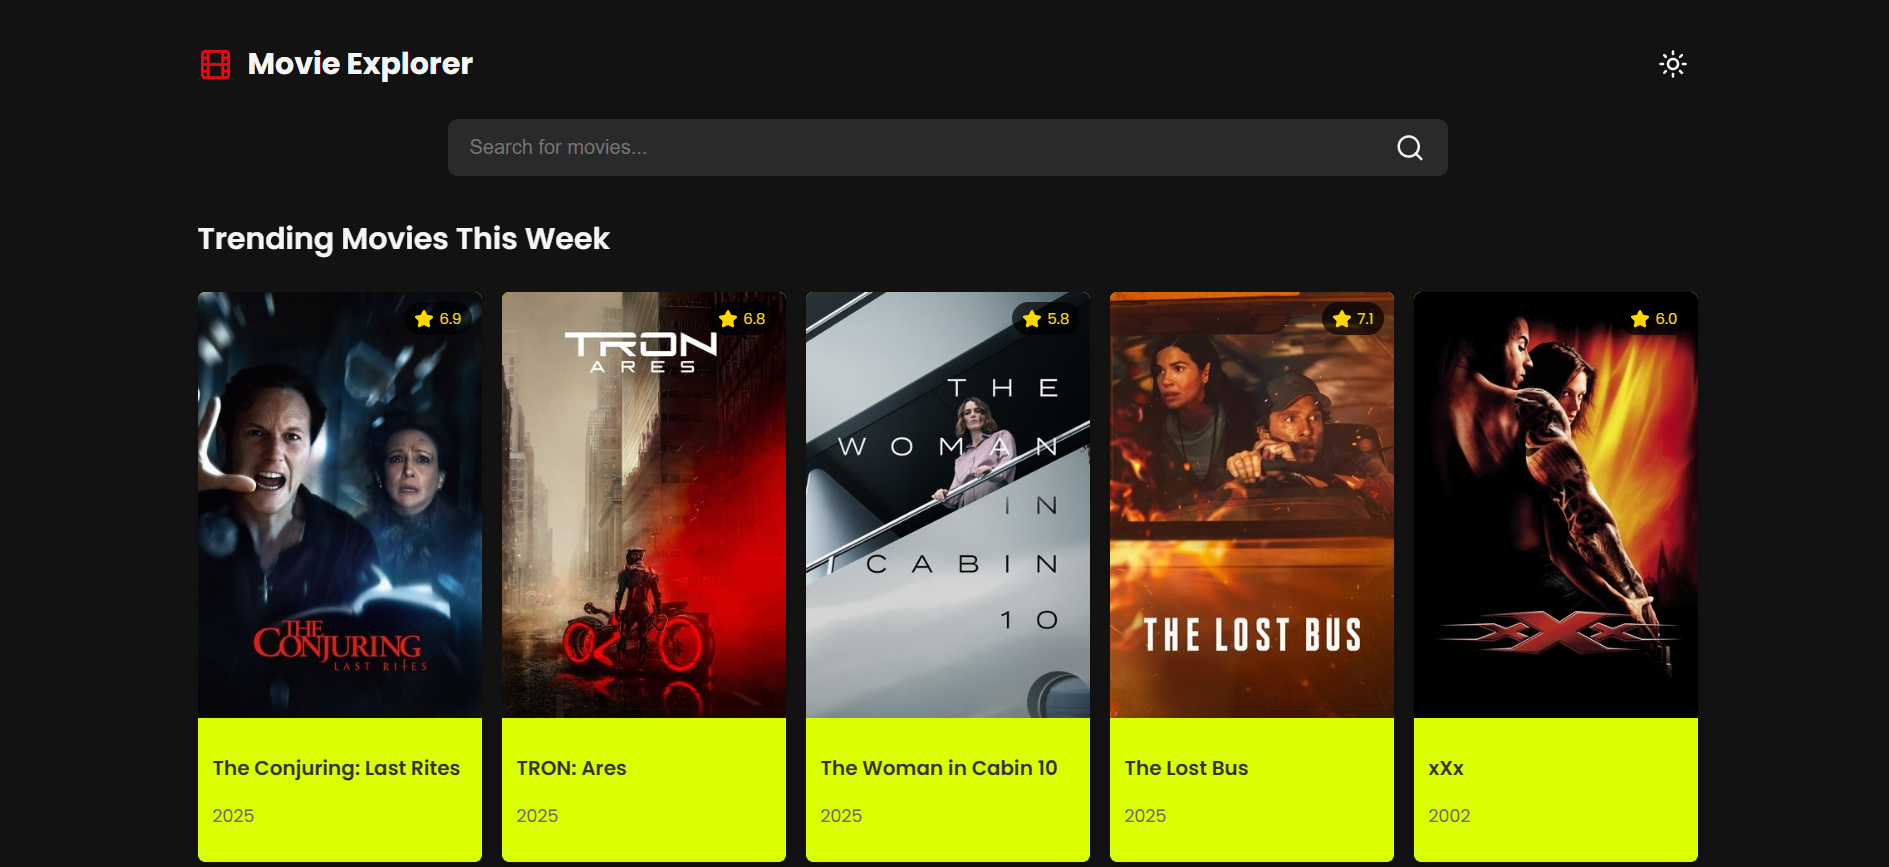 Movie Explorer
Search for movies...
Trending Movies This Week
6.9
THE
CONJURING
LAST RITES
The Conjuring: Last Rites
2025
6.8
TRON
ARES
TRON: Ares
2025
5.8
THE
WOMAN
IN
CABIN
10
The Woman in Cabin 10
2025
7.1
THE LOST BUS
The Lost Bus
2025
6.0
xXx
xXx
2002